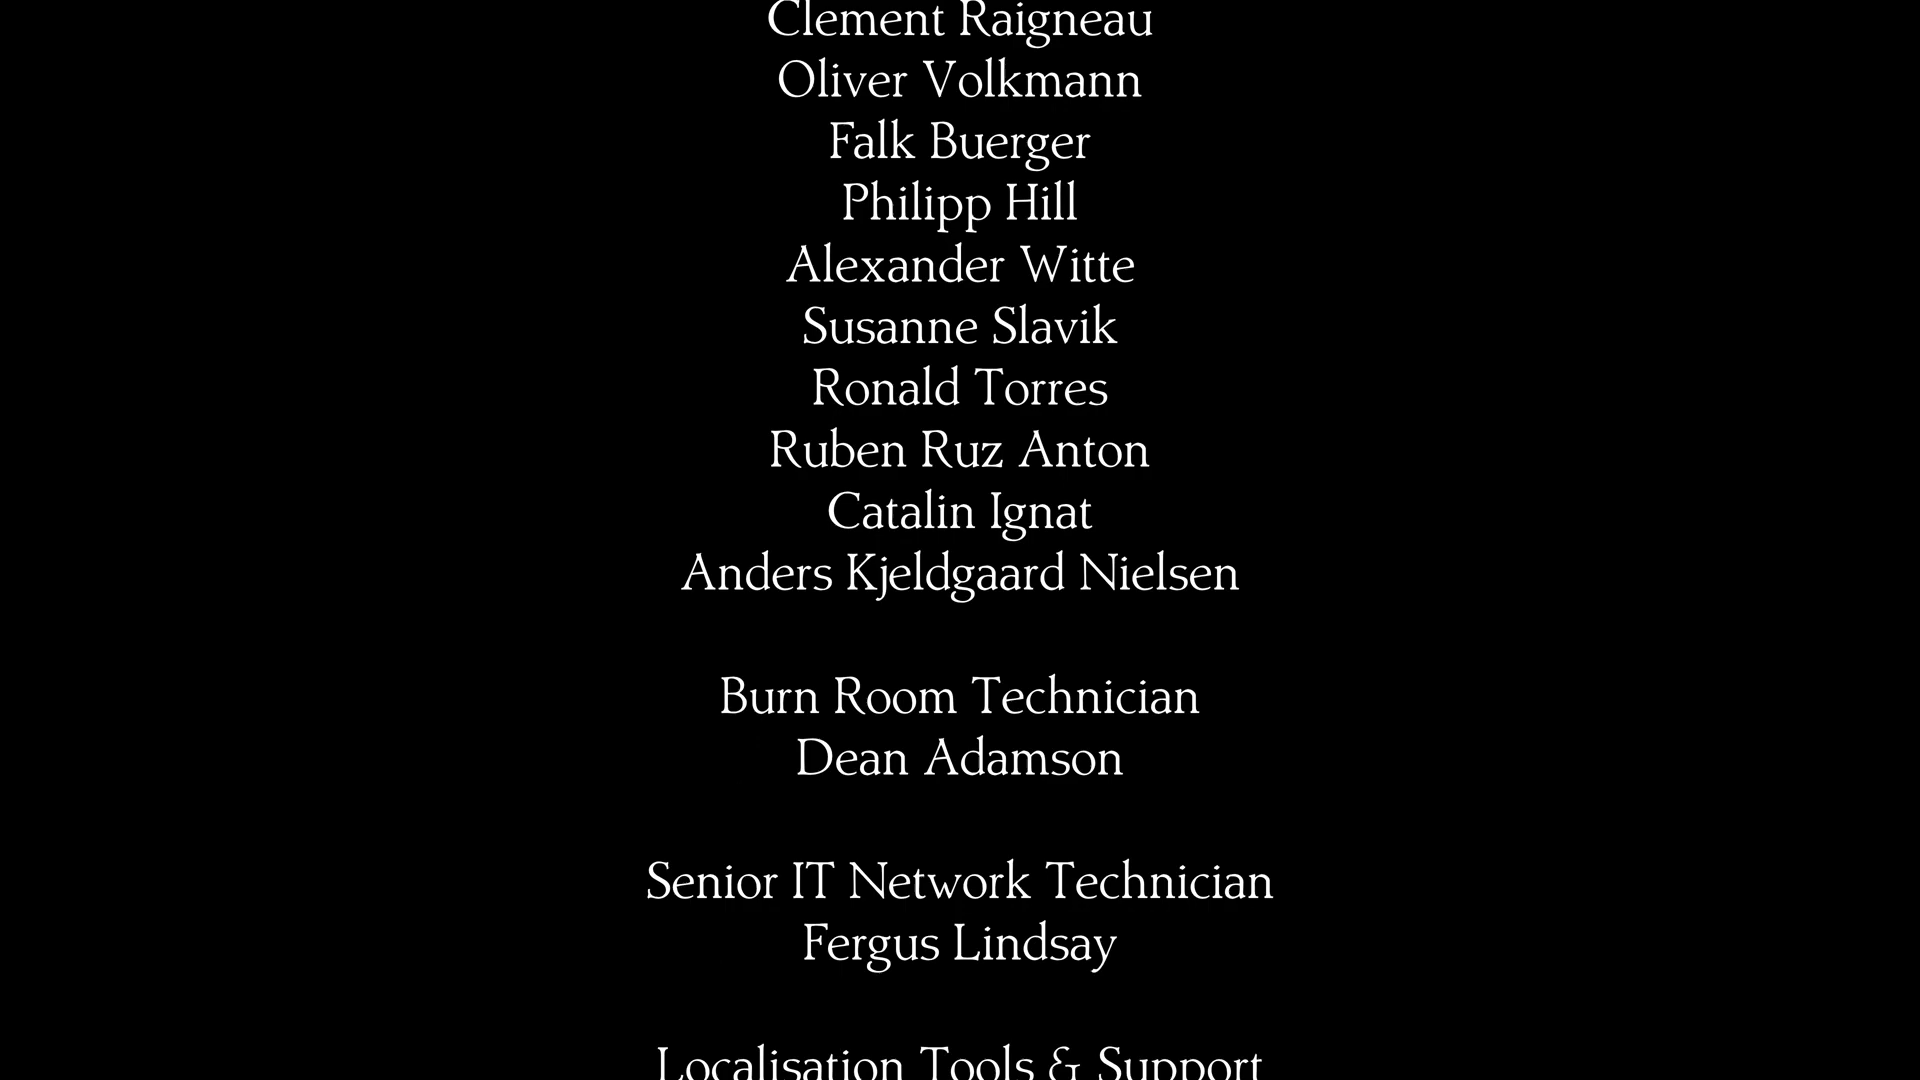 Clement Raigneau
Oliver Volkmann
Falk Buerger
Philipp Hill
Alexander Witte
Susanne Slavik
Ronald Torres
Ruben Ruz Anton
Catalin Ignat
Anders Kjeldgaard Nielsen
Burn Room Technician
Dean Adamson
Senior IT Network Technician
Fergus Lindsay
Localisation Tools & Support